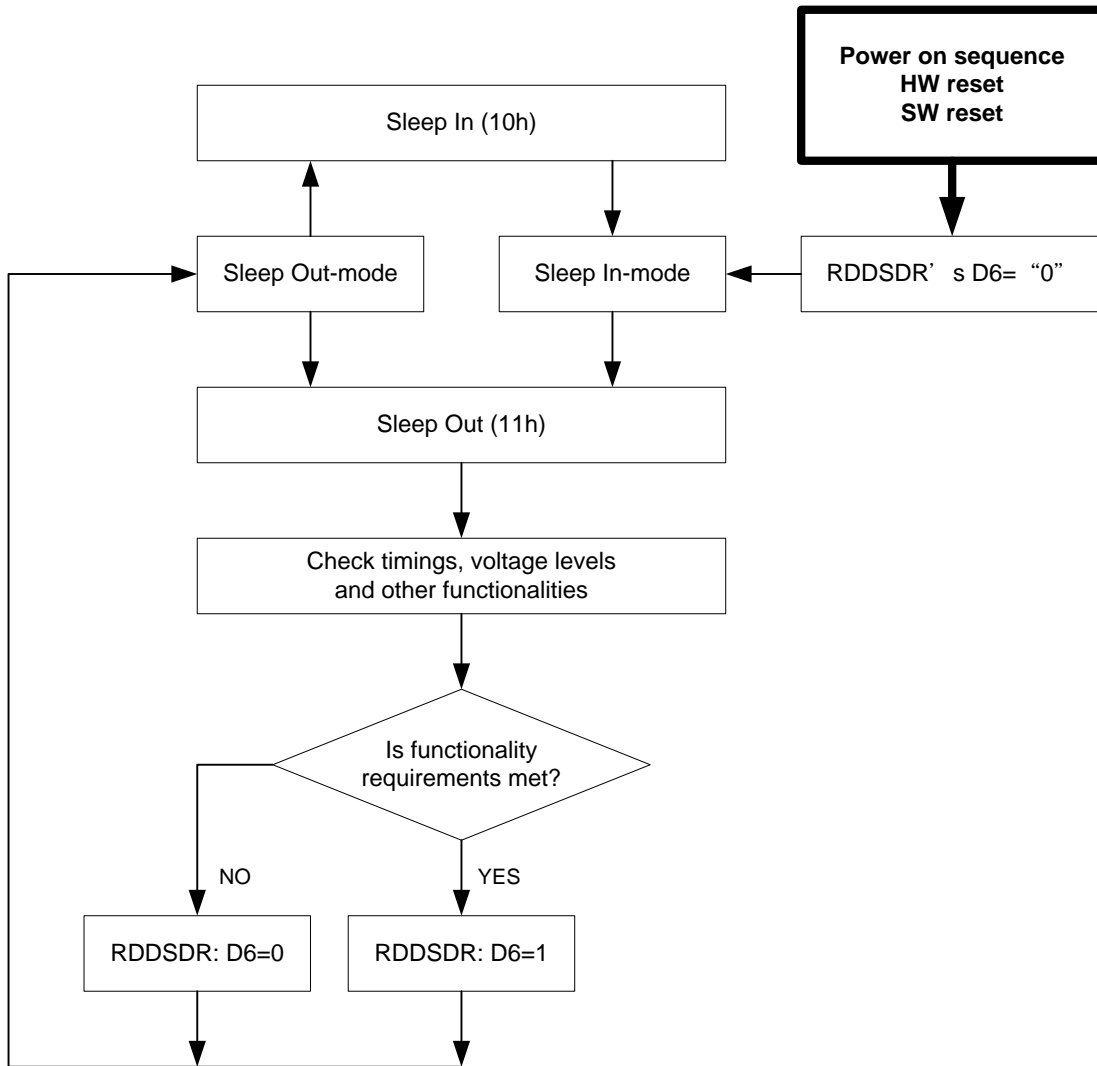 Power on sequence
HW reset
SW reset
Sleep In (10h)
Sleep Out-mode
Sleep In-mode
RDDSDR’ s D6= “0”
Sleep Out (11h)
Check timings, voltage levels
and other functionalities
Is functionality
requirements met?
NO
YES
RDDSDR: D6=0
RDDSDR: D6=1